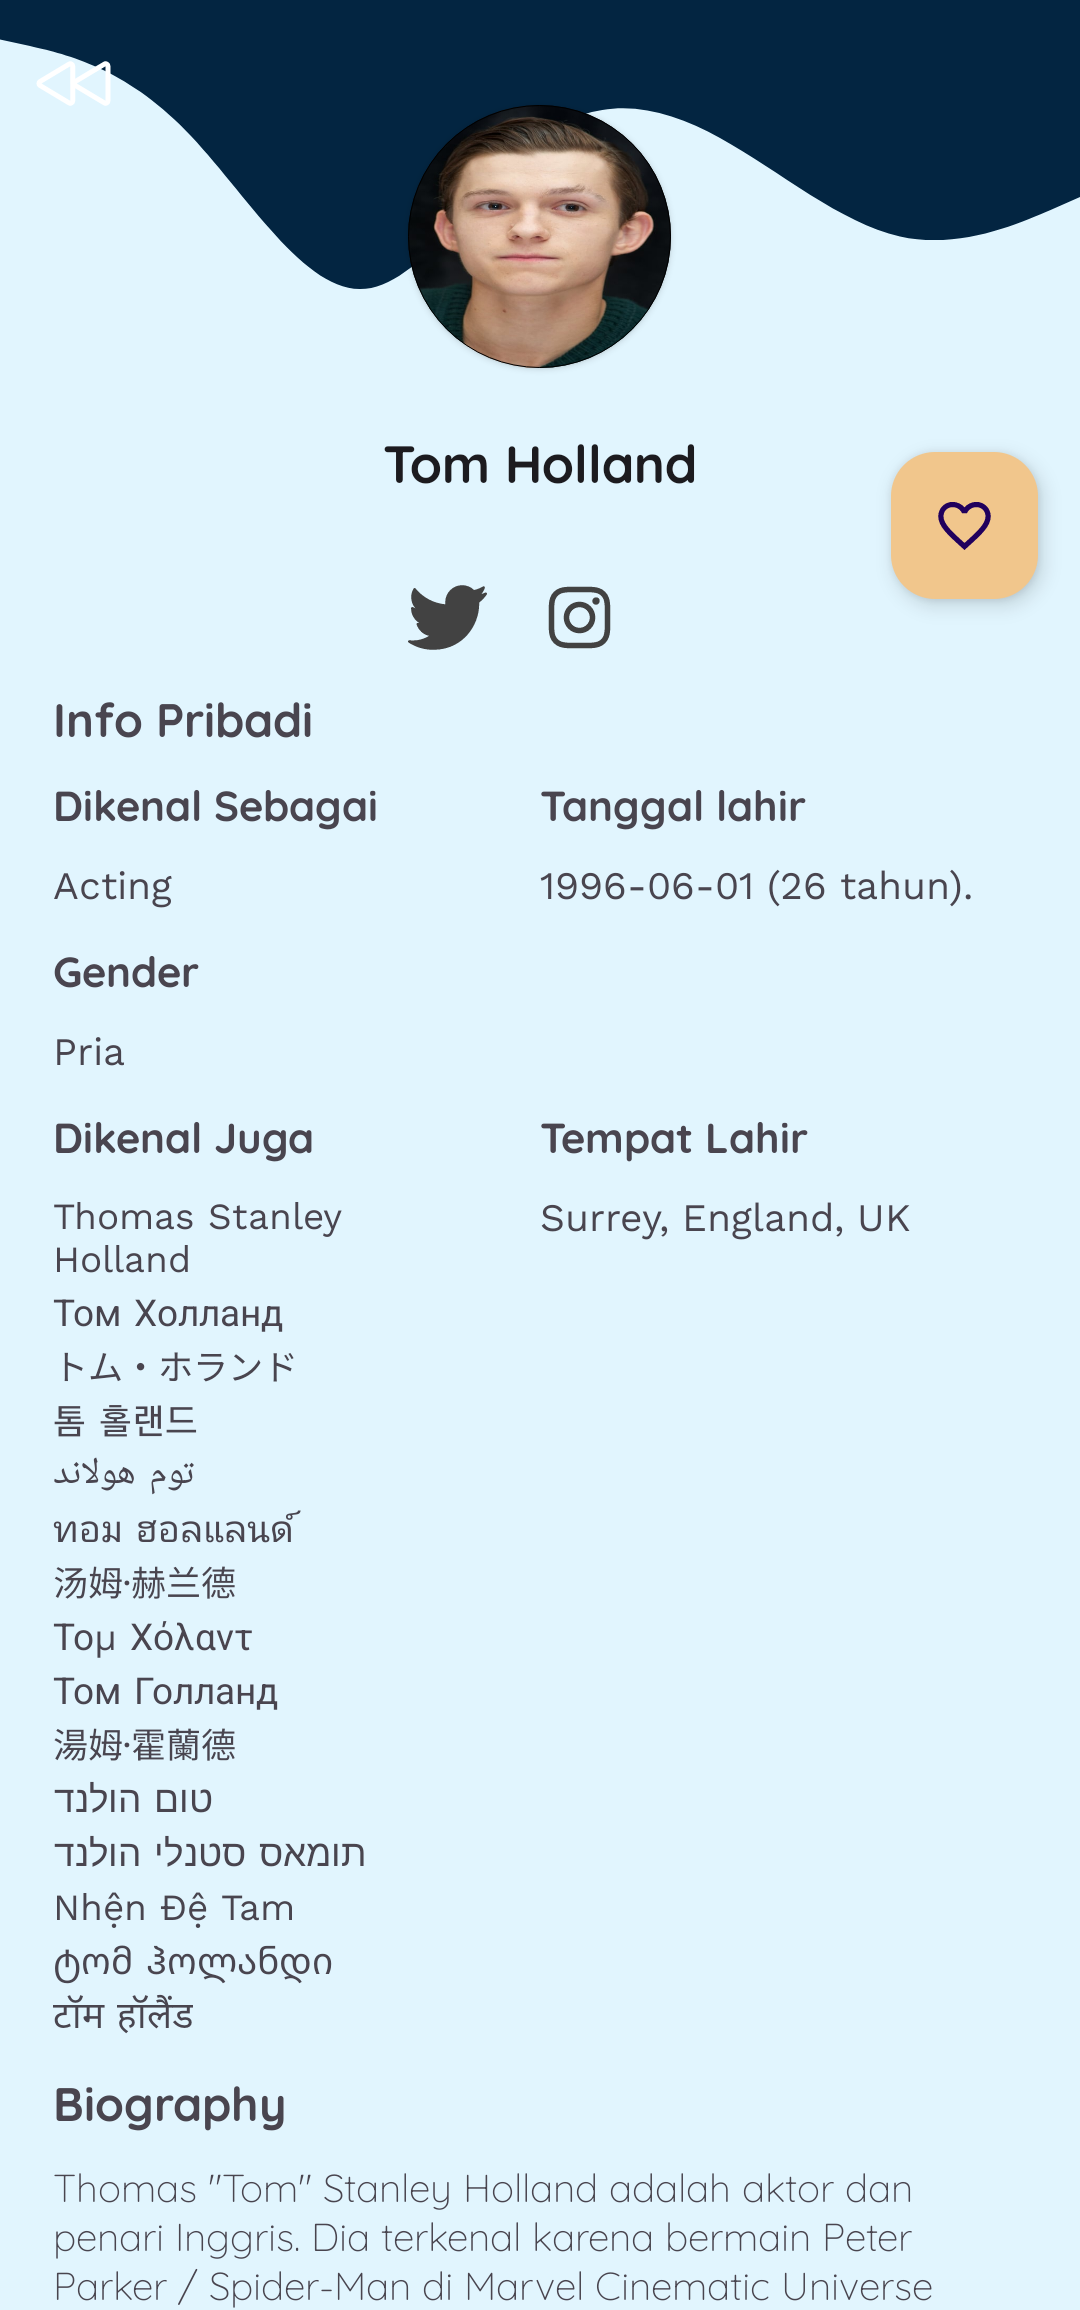 Tom Holland
Info Pribadi
Dikenal Sebagai
Tanggal lahir
Acting
1996-06-01 (26 tahun).
Gender
Pria
Dikenal Juga
Tempat Lahir
Thomas Stanley
Holland
Surrey, England, UK
Том Холланд
トム・ホランド
톰 홀랜드
توم هولاند
ทอม ฮอลแลนด์
汤姆·赫兰德
Τομ Χόλαντ
Том Голланд
湯姆·霍蘭德
טום הולנד
תומאס סטנלי הולנד
Nhện Đệ Tam
ტომ ჰოლანდი
टॉम हॉलैंड
Biography
Thomas "Tom" Stanley Holland adalah aktor dan
penari Inggris. Dia terkenal karena bermain Peter
Parker / Spider-Man di Marvel Cinematic Universe